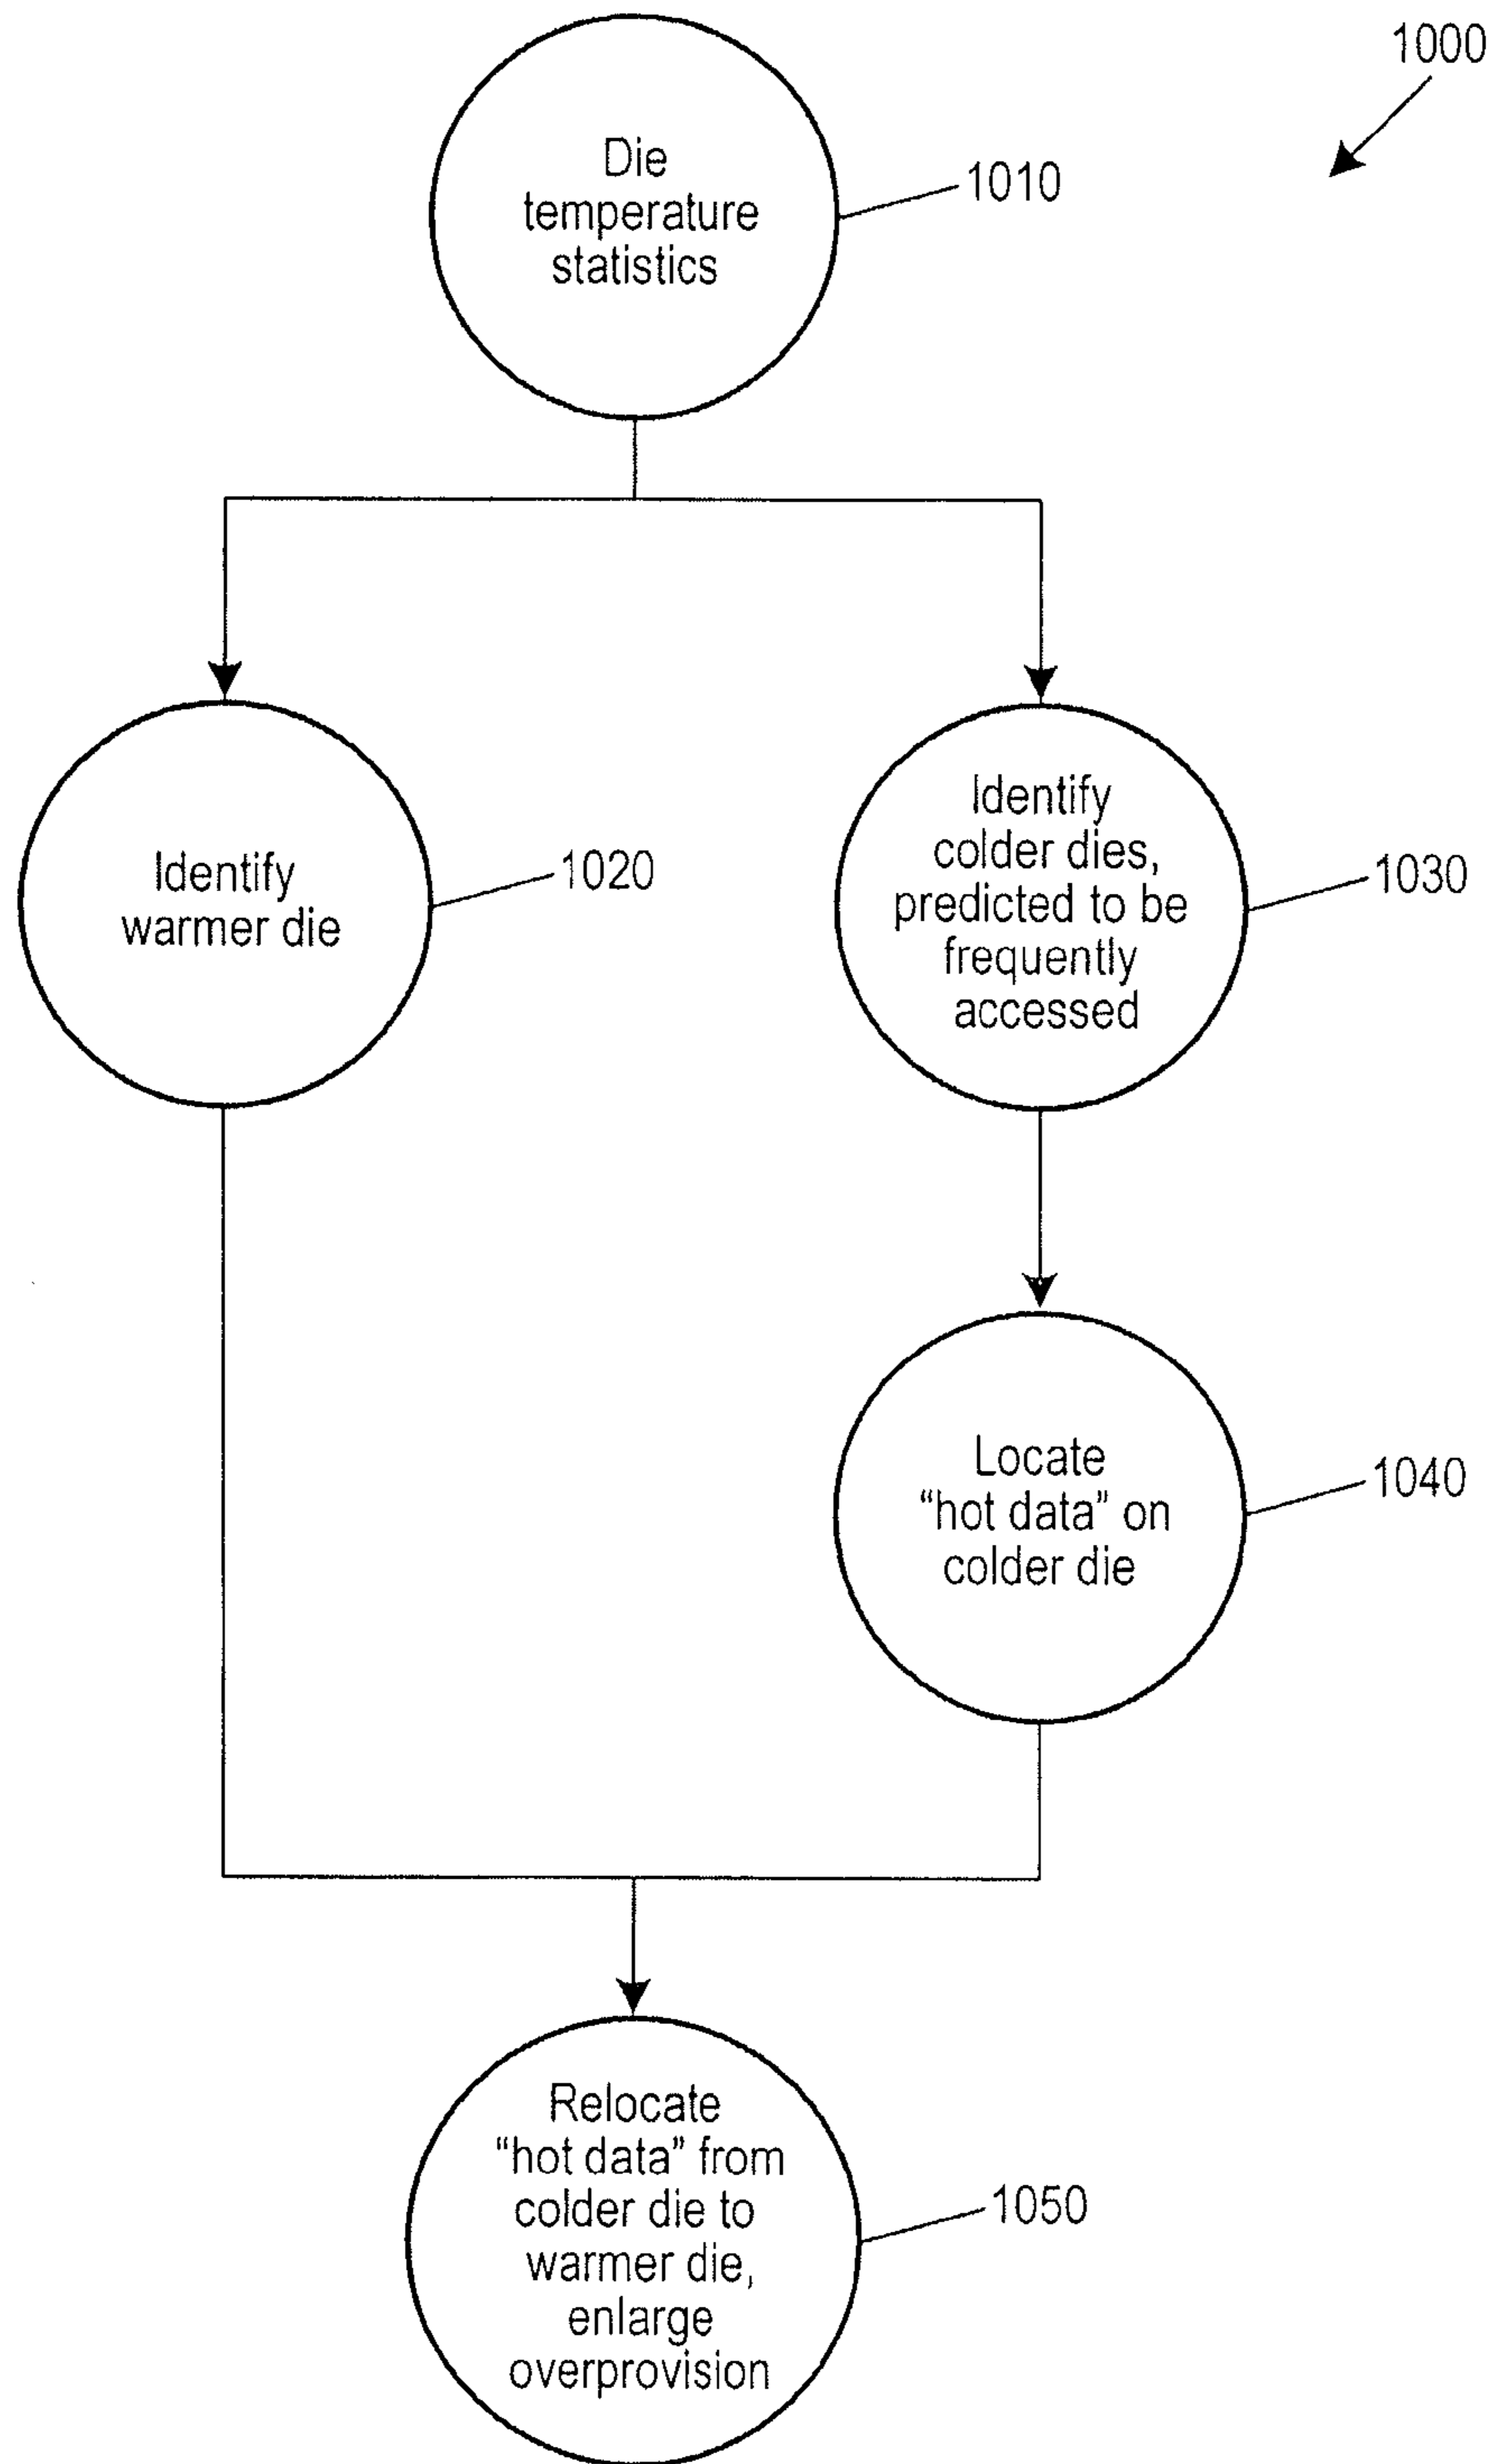 1000
Die
temperature
statistics
1010
Identify
warmer die
1020
Identify
colder dies,
predicted to be
frequently
accessed
1030
Locate
“hot data” on
colder die
1040
Relocate
“hot data” from
colder die to
warmer die,
enlarge
overprovision
1050